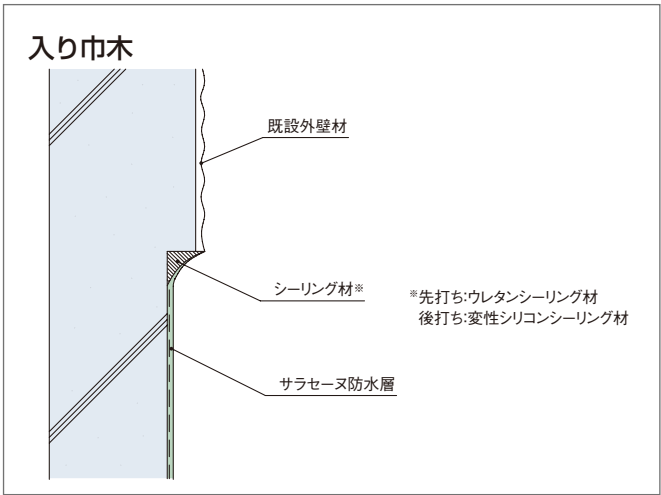 入り巾木
既設外壁材
シーリング材※
※先打ち:ウレタンシーリング材
後打ち:変性シリコンシーリング材
サラセーヌ防水層